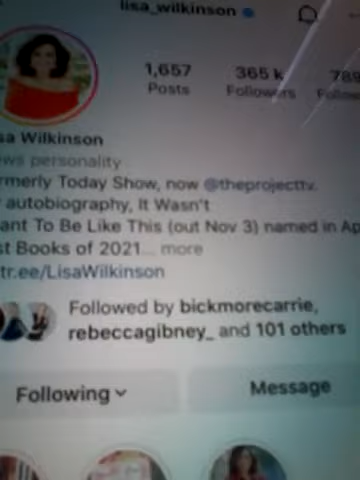 lisa_wilkinson
1,657 365 k 789
Posts Followers Follow
sa Wilkinson
ws personality
rmerly Today Show, now @theprojecttv.
autobiography, It Wasn't
ant To Be Like This (out Nov 3) named in Ap
st Books of 2021... more
tr.ee/LisaWilkinson
Followed by bickmorecarrie,
rebeccagibney_ and 101 others
Following Message